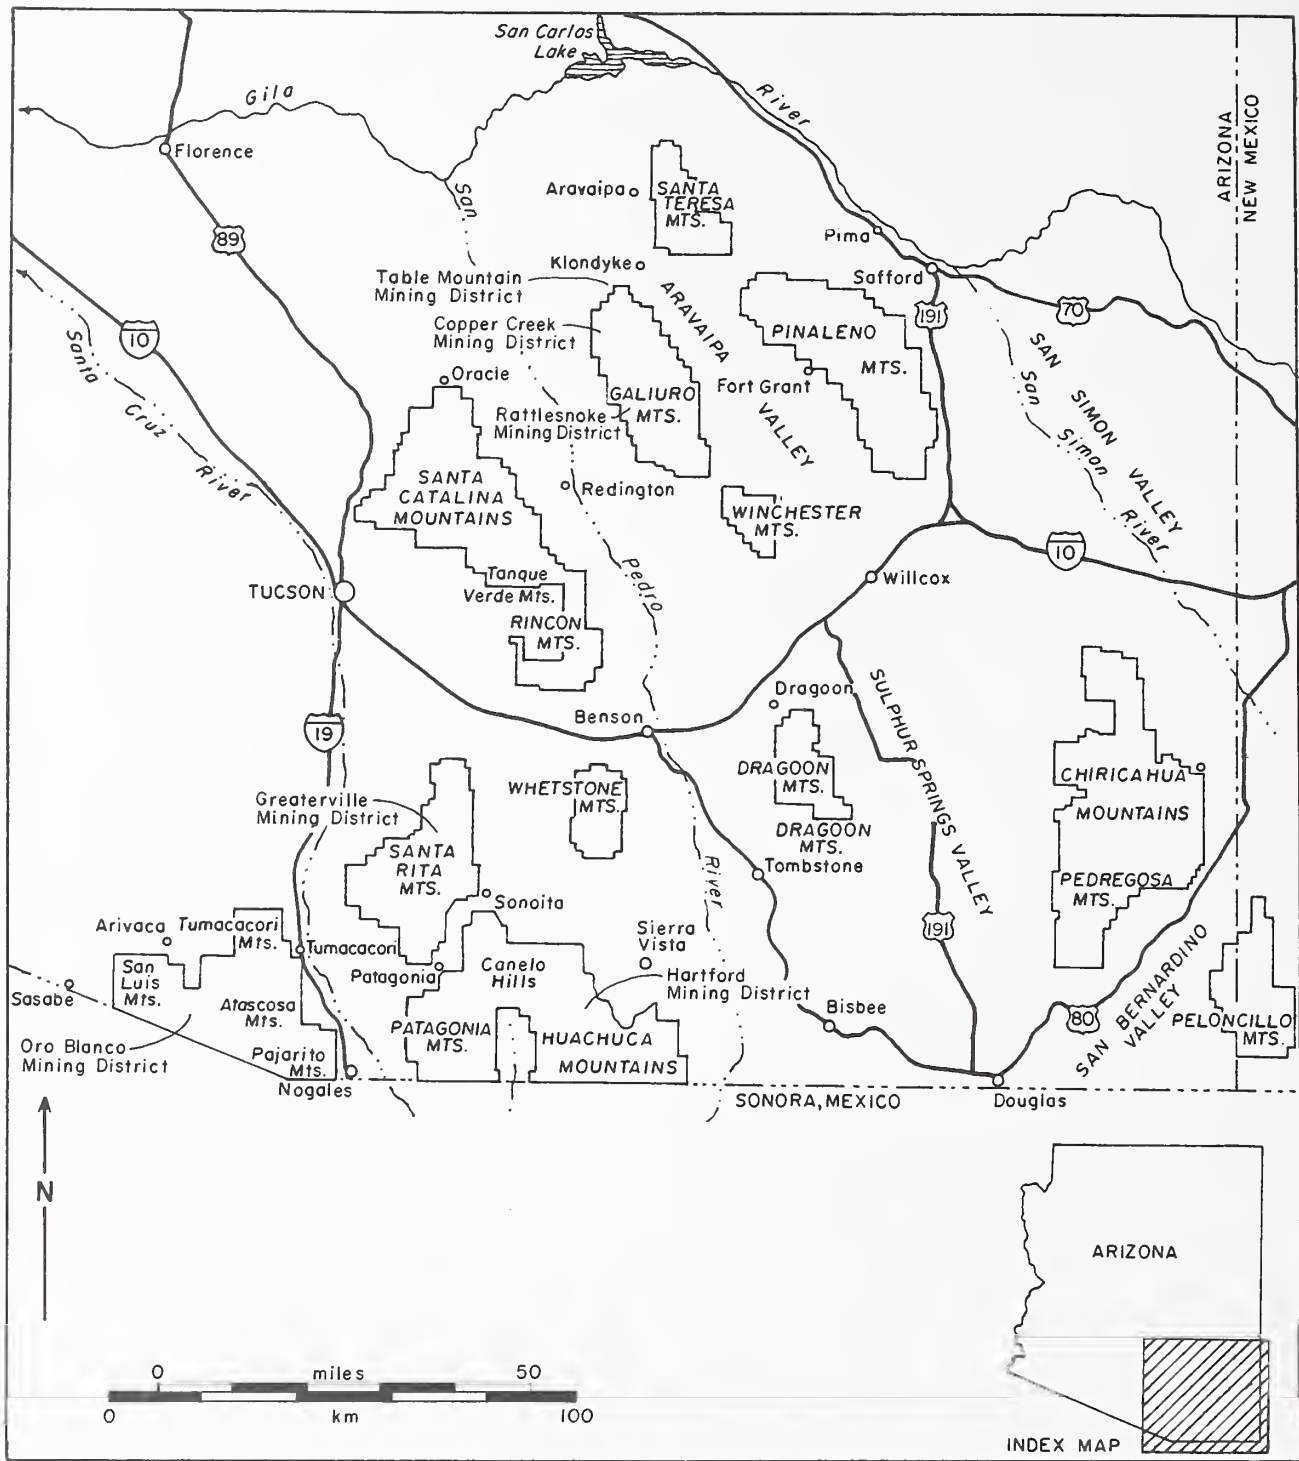 San Carlos
Lake
Gila
River
ARIZONA
NEW MEXICO
Florence
San
Aravaipa
SANTA
TERESA
MTS.
Pima
89
Klondyke
Safford
Table Mountain
Mining District
ARAVAIPA
VALLEY
191
70
10
Copper Creek
Mining District
PINALENO
MTS.
SAN SIMON VALLEY
San Simon River
Santa Cruz River
Oracie
Fort Grant
GALIURO
MTS.
Rattlesnoke
Mining District
SANTA
CATALINA
MOUNTAINS
Redington
WINCHESTER
MTS.
10
Pedro
Tanque
Verde Mts.
Willcox
TUCSON
RINCON
MTS.
SULPHUR SPRINGS VALLEY
Dragoon
Benson
19
DRAGOON
MTS.
CHIRICAHUA
MOUNTAINS
WHETSTONE
MTS.
Greaterville
Mining District
DRAGOON
MTS.
SANTA
RITA
MTS.
River
Tombstone
PEDREGOSA
MTS.
Sonoita
Arivaca
Tumacacori
Mts.
Tumacacori
Sierra
Vista
191
San
Luis
Mts.
Patagonia
Canelo
Hills
Hartford
Mining District
SAN BERNARDINO
VALLEY
Sasabe
Atascosa
Mts.
Bisbee
80
PELONCILLO
MTS.
PATAGONIA
MTS.
HUACHUCA
MOUNTAINS
Oro Blanco
Mining District
Pajarito
Mts.
Nogales
SONORA, MEXICO
Douglas
N
ARIZONA
0 miles 50
0 km 100
INDEX MAP